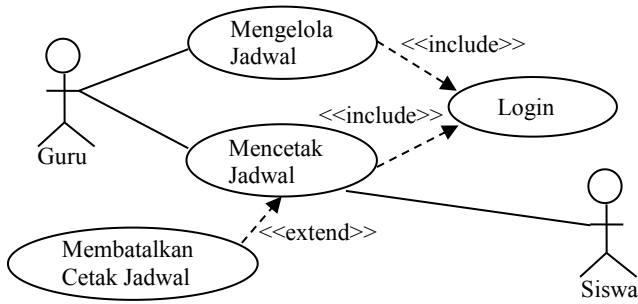 Mengelola
Jadwal
<<include>>
Login
<<include>>
Guru
Mencetak
Jadwal
<<extend>>
Membatalkan
Cetak Jadwal
Siswa